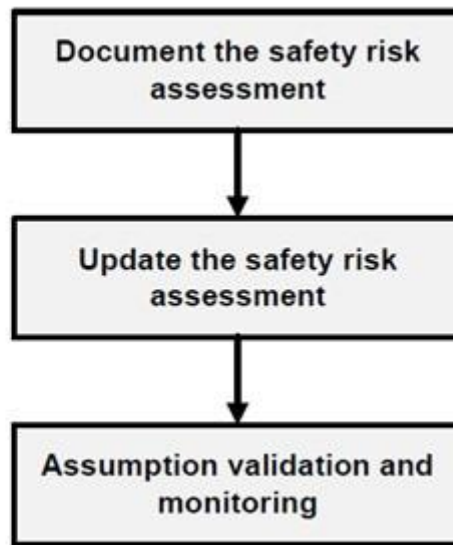 Document the safety risk
assessment
Update the safety risk
assessment
Assumption validation and
monitoring